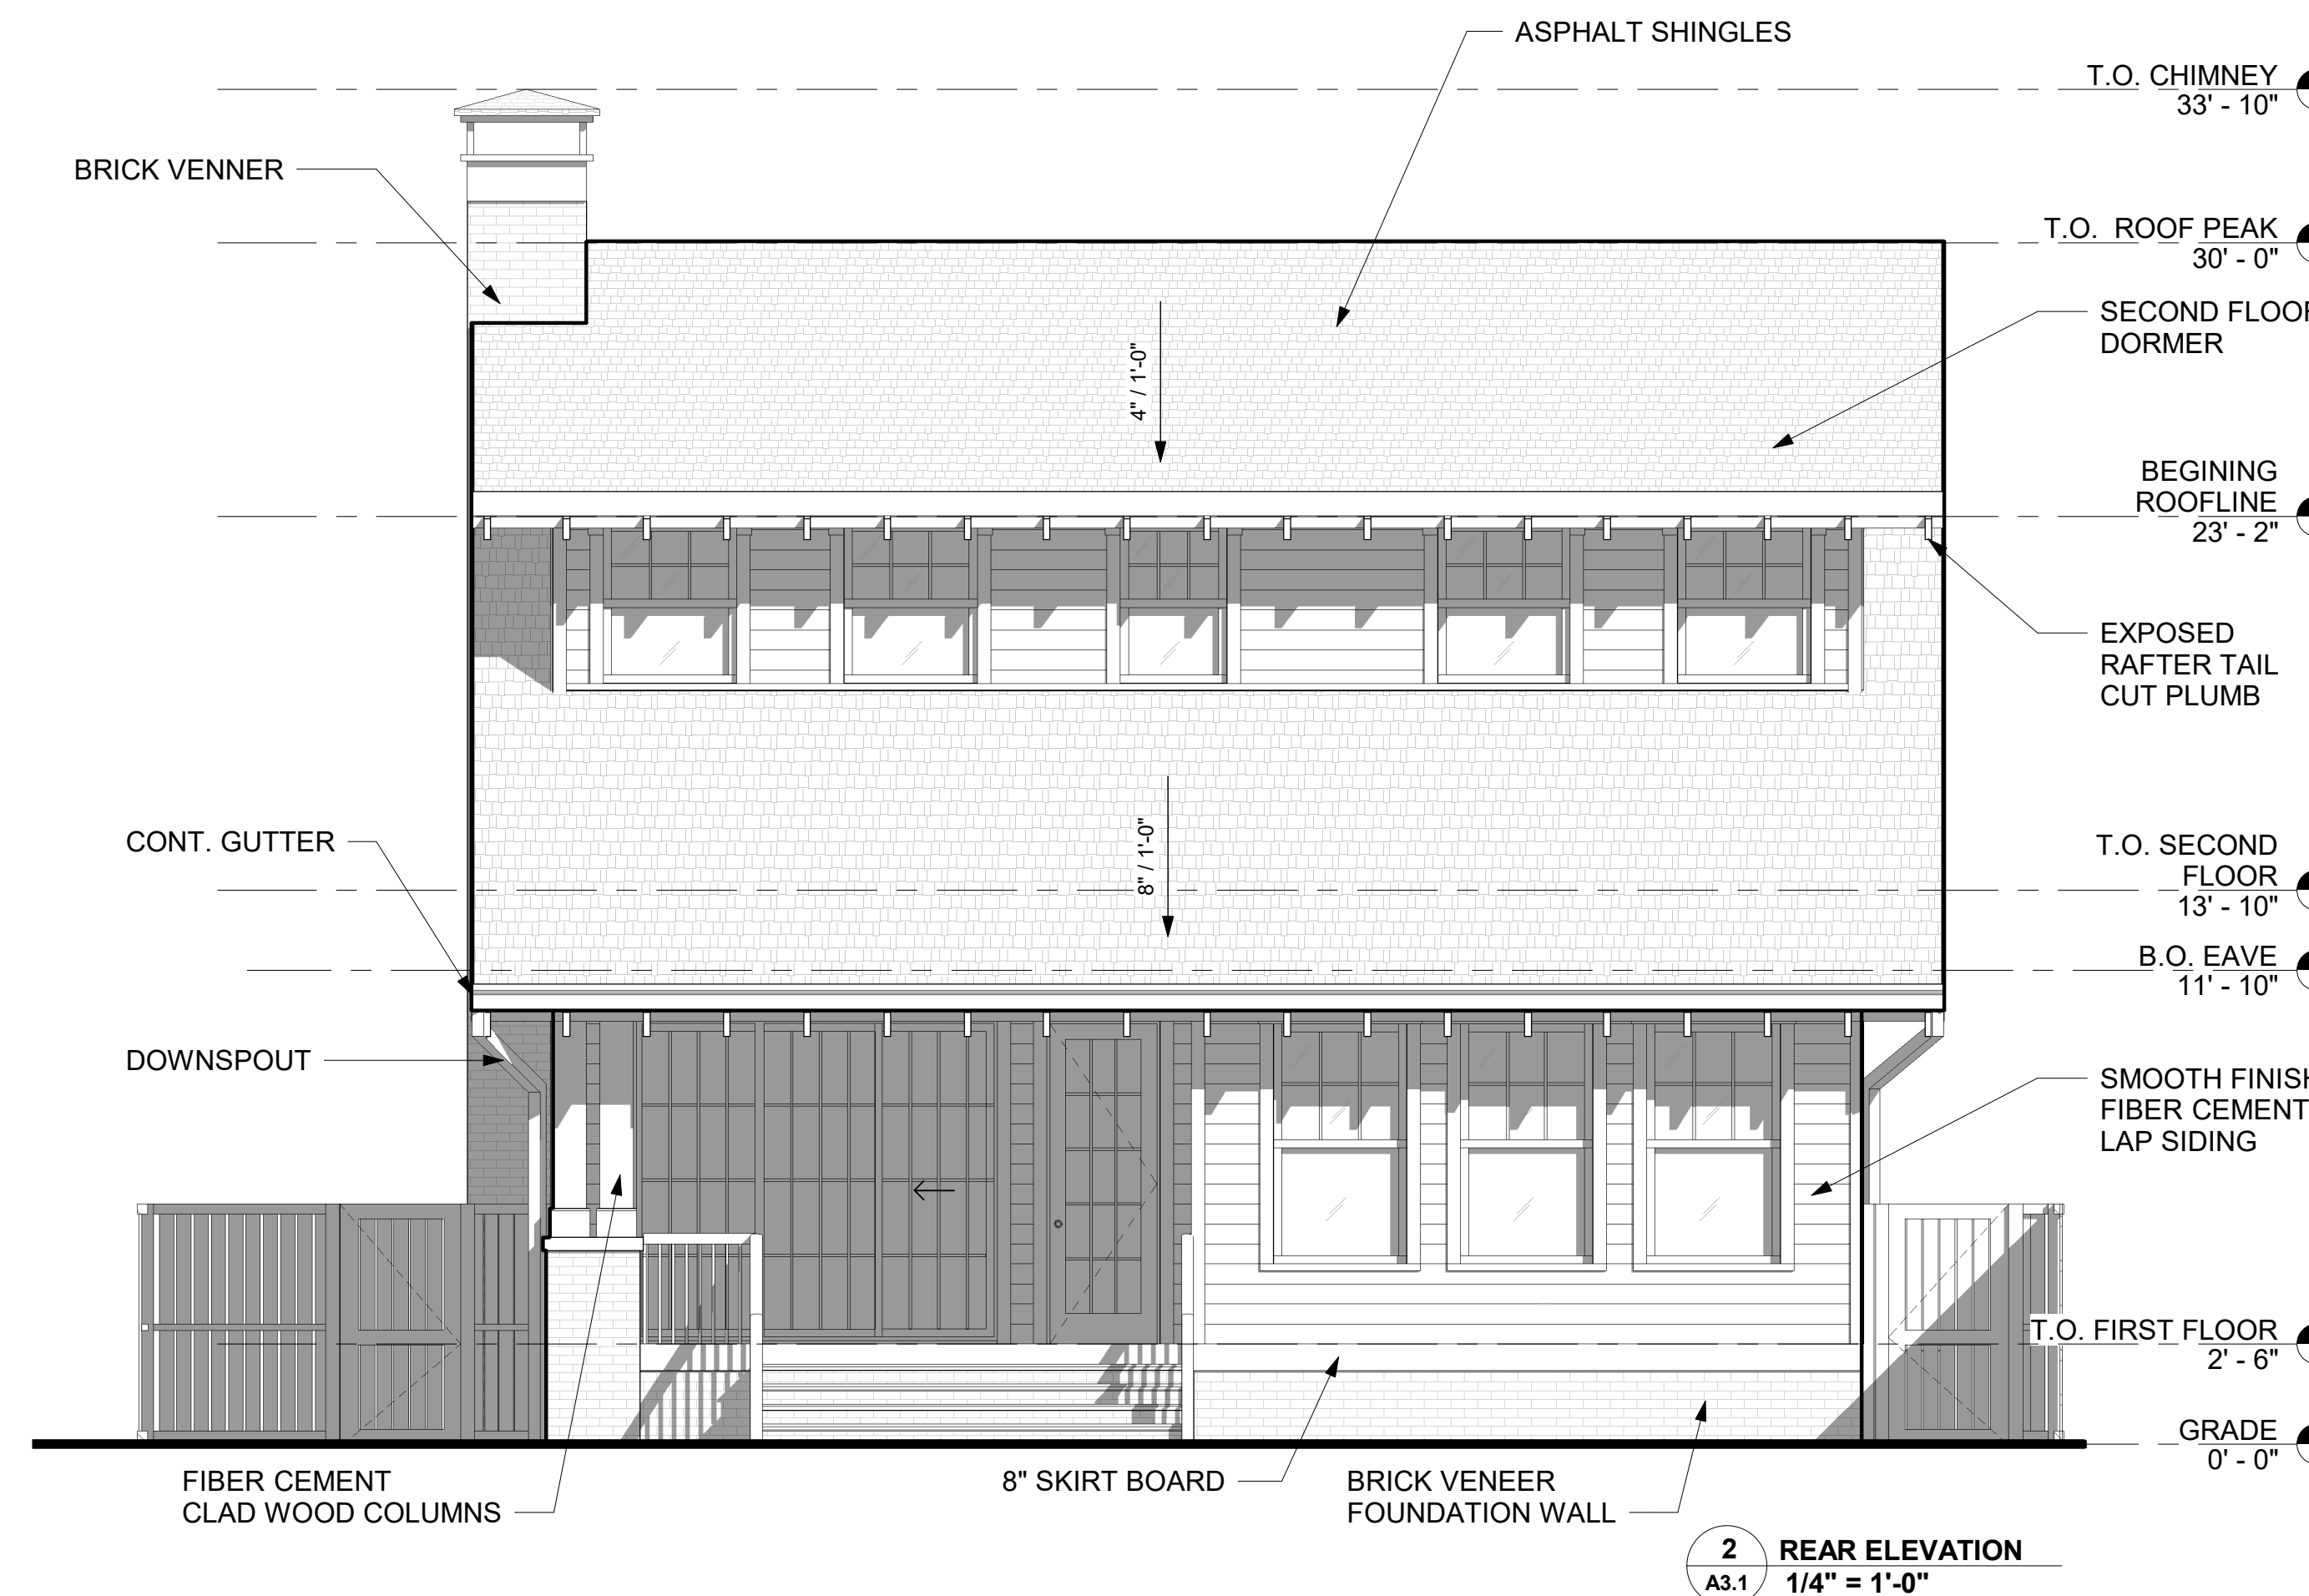 ASPHALT SHINGLES
T.O. CHIMNEY
33' - 10"
BRICK VENNER
T.O. ROOF PEAK
30' - 0"
SECOND FLOOR
DORMER
4" / 1'-0"
BEGINING
ROOFLINE
23' - 2"
EXPOSED
RAFTER TAIL
CUT PLUMB
CONT. GUTTER
8" / 1'-0"
T.O. SECOND
FLOOR
13' - 10"
B.O. EAVE
11' - 10"
DOWNSPOUT
SMOOTH FINISH
FIBER CEMENT
LAP SIDING
T.O. FIRST FLOOR
2' - 6"
GRADE
0' - 0"
FIBER CEMENT
CLAD WOOD COLUMNS
8" SKIRT BOARD
BRICK VENEER
FOUNDATION WALL
2
A3.1
REAR ELEVATION
1/4" = 1'-0"